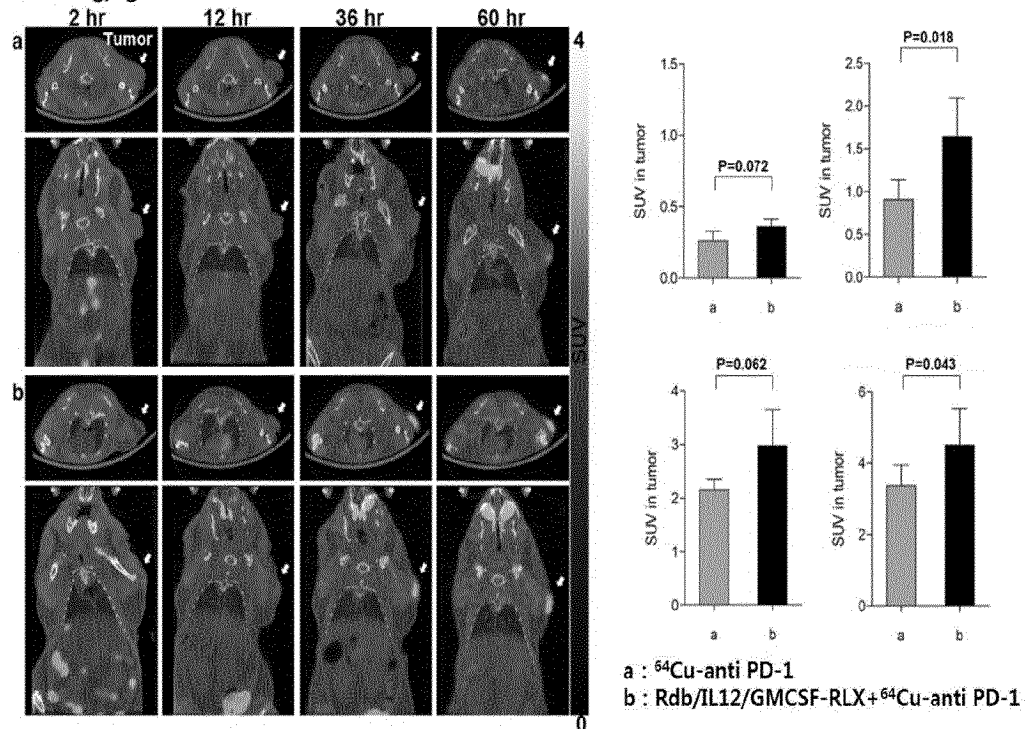 2 hr 12 hr 36 hr 60 hr
a
Tumor
4
SUV
b
0
P=0.072
SUV in tumor
1.5
1.0
0.5
0.0
a b
P=0.018
SUV in tumor
2.5
2.0
1.5
1.0
0.5
0.0
a b
P=0.062
SUV in tumor
4
3
2
1
0
a b
P=0.043
SUV in tumor
6
4
2
0
a b
a : ⁶⁴Cu-anti PD-1
b : Rdb/IL12/GMCSF-RLX+⁶⁴Cu-anti PD-1